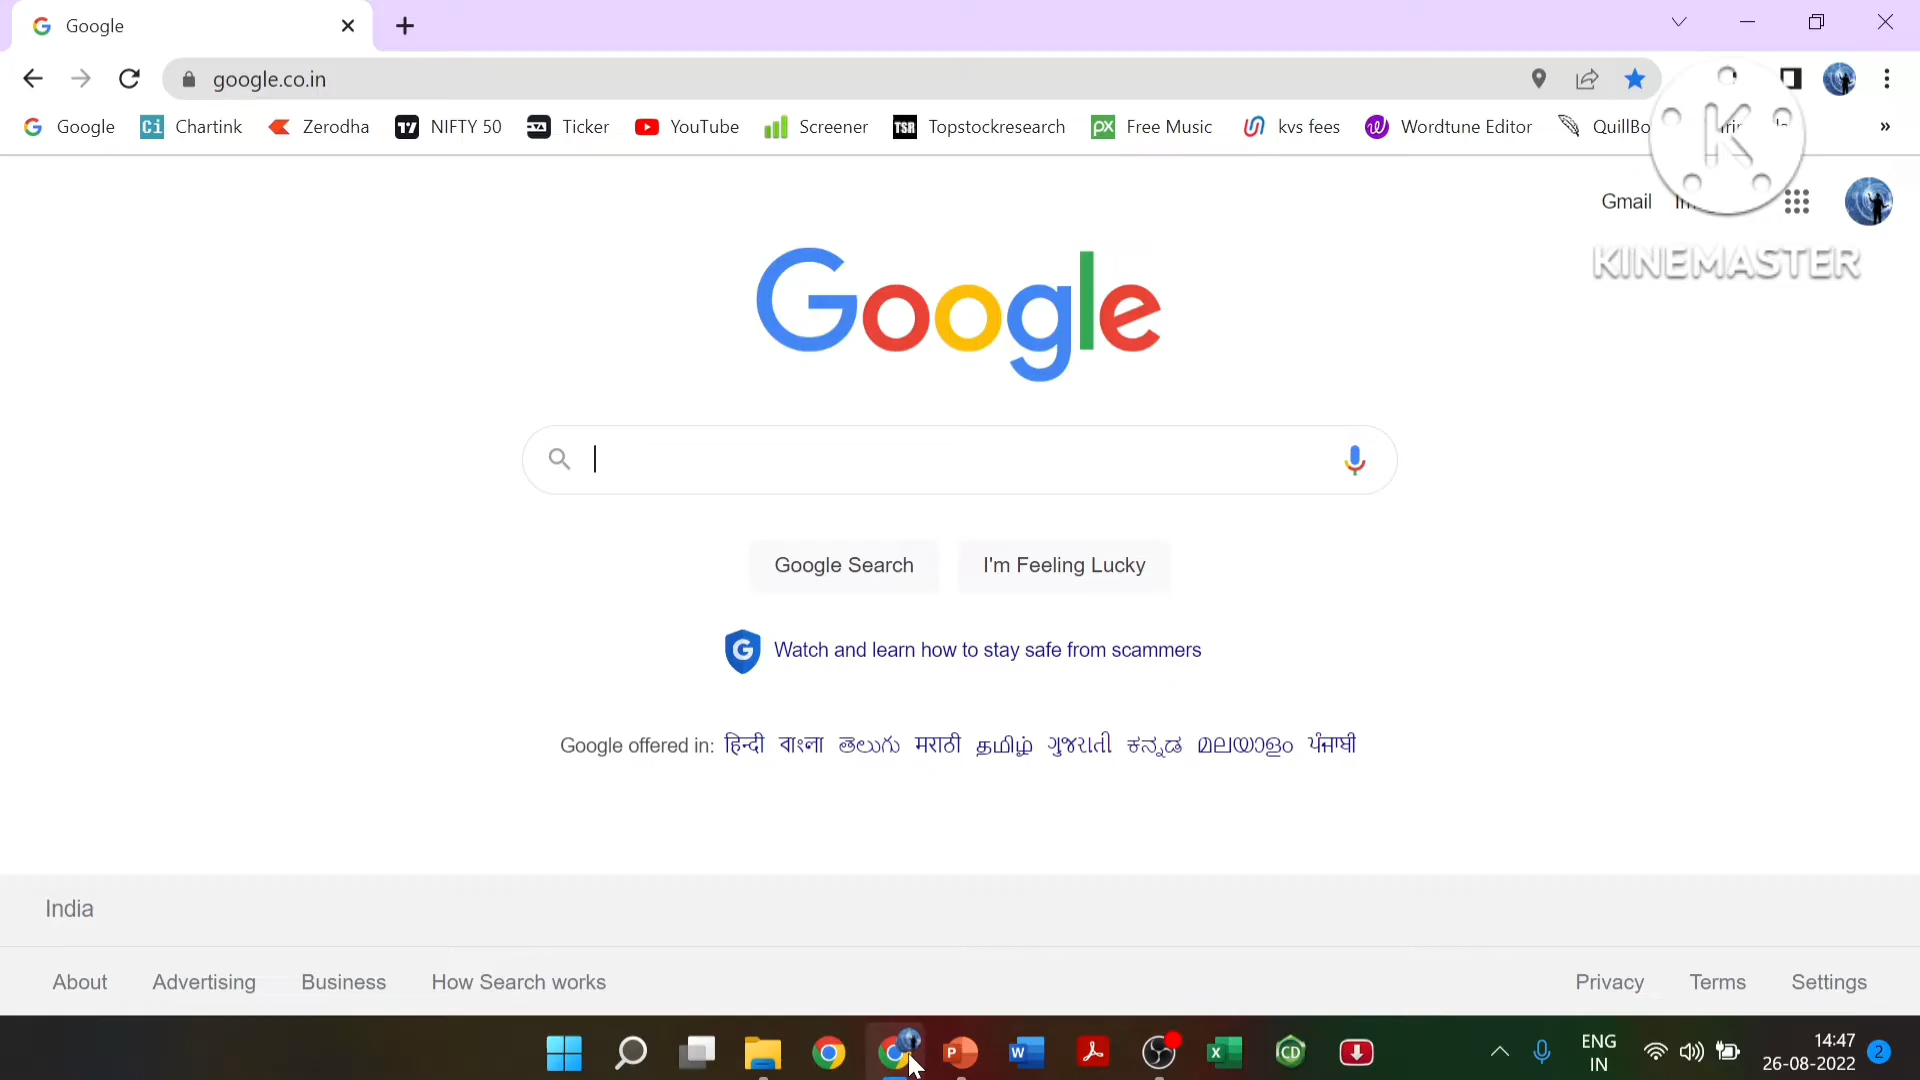 Google
google.co.in
Google Chartink Zerodha NIFTY 50 Ticker YouTube Screener Topstockresearch Free Music kvs fees Wordtune Editor QuillBo »
Gmail
KINEMASTER
Google
Google Search I'm Feeling Lucky
Watch and learn how to stay safe from scammers
Google offered in: हिन्दी বাংলা తెలుగు मराठी தமிழ் ગુજરાતી ಕನ್ನಡ മലയാളം ਪੰਜਾਬੀ
India
About Advertising Business How Search works Privacy Terms Settings
ENG 14:47
IN 26-08-2022 2